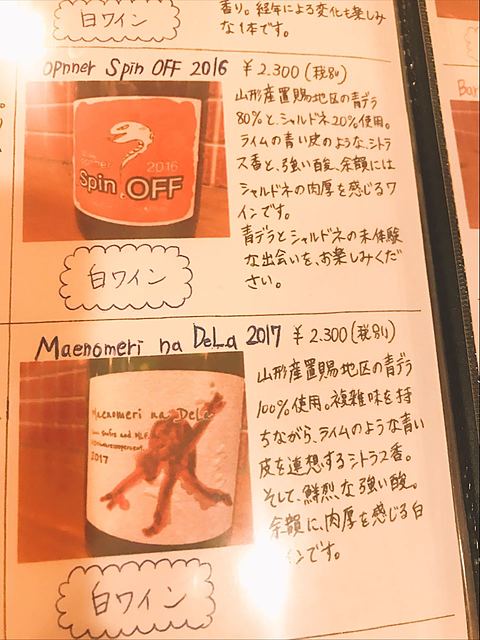 香り。経年による変化も楽しみ
な1本です。
白ワイン
opnner Spin OFF 2016 ¥2.300(税別)
2016
Spin OFF
山形産置賜地区の青デラ
80%と、シャルドネ20%使用。
ライムの青い皮のような、シトラ
ス香と、強い酸、余韻には
シャルドネの肉厚を感じるワ
インです。
青デラとシャルドネの未体験
な出会いを、お楽しみくだ
さい。
白ワイン
Maenomeri na DeLa 2017 ¥2.300(税別)
Maenomeri na DeLa
2017
山形産置賜地区の青デラ
100%使用。複雑味を持
ちながら、ライムのような青い
皮を連想するシトラス香。
そして、鮮烈な強い酸。
余韻に、肉厚を感じる白
インです。
白ワイン
Bar